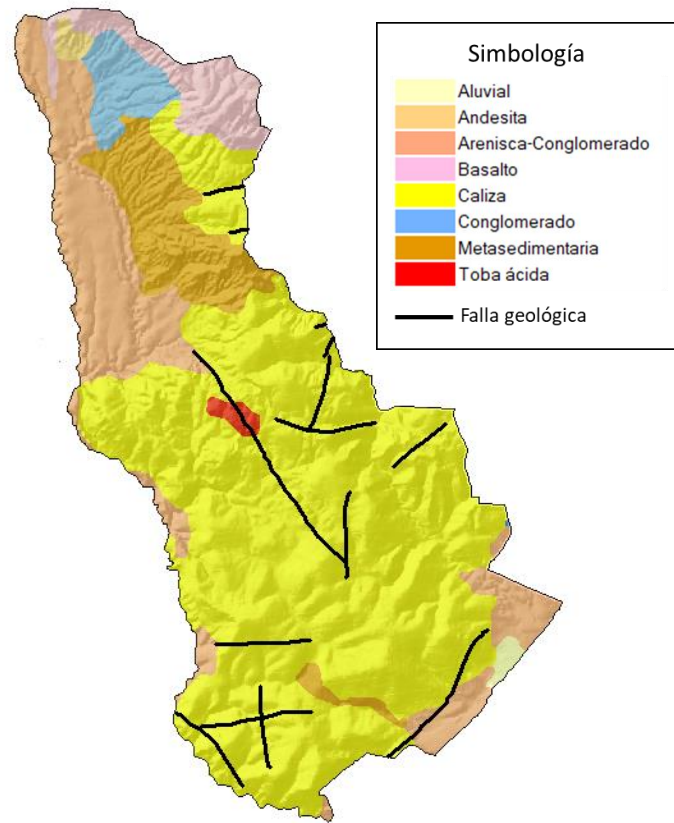 Simbología
Aluvial
Andesita
Arenisca-Conglomerado
Basalto
Caliza
Conglomerado
Metasedimentaria
Toba ácida
Falla geológica